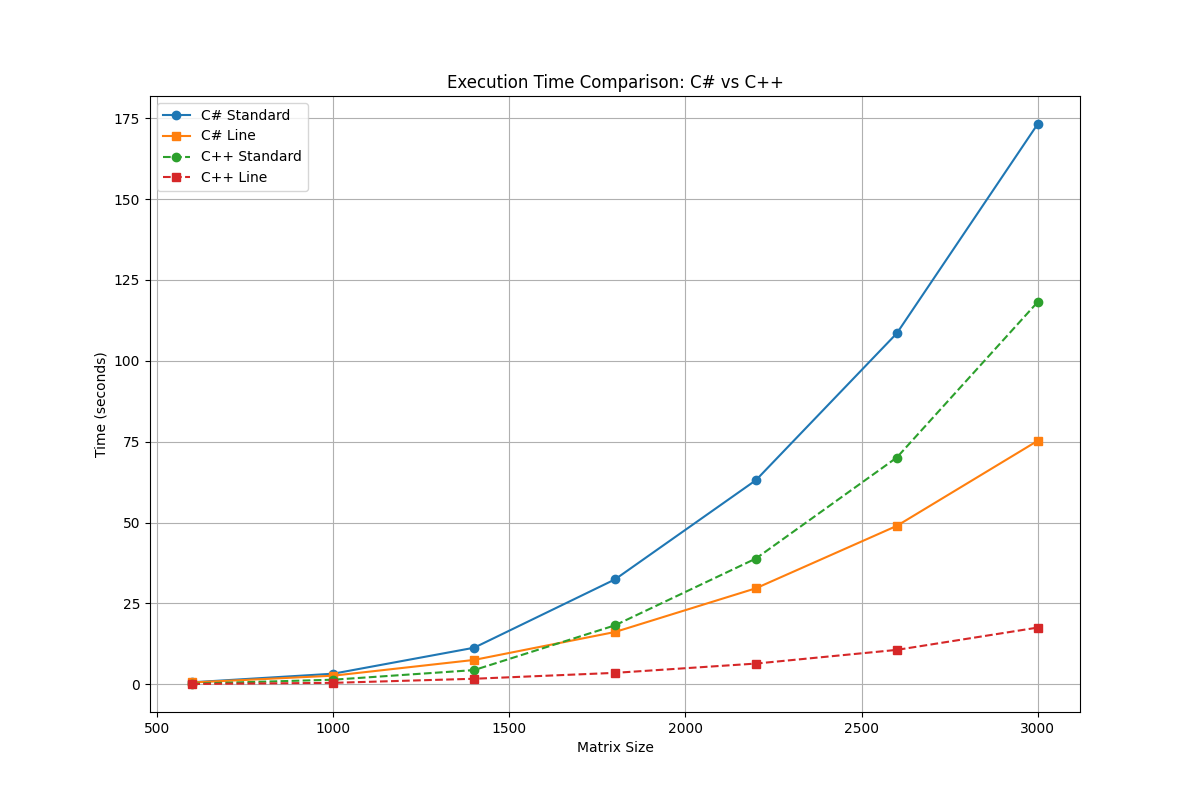 Execution Time Comparison: C# vs C++
C# Standard
C# Line
C++ Standard
C++ Line
175
150
125
100
75
50
25
0
Time (seconds)
500 1000 1500 2000 2500 3000
Matrix Size